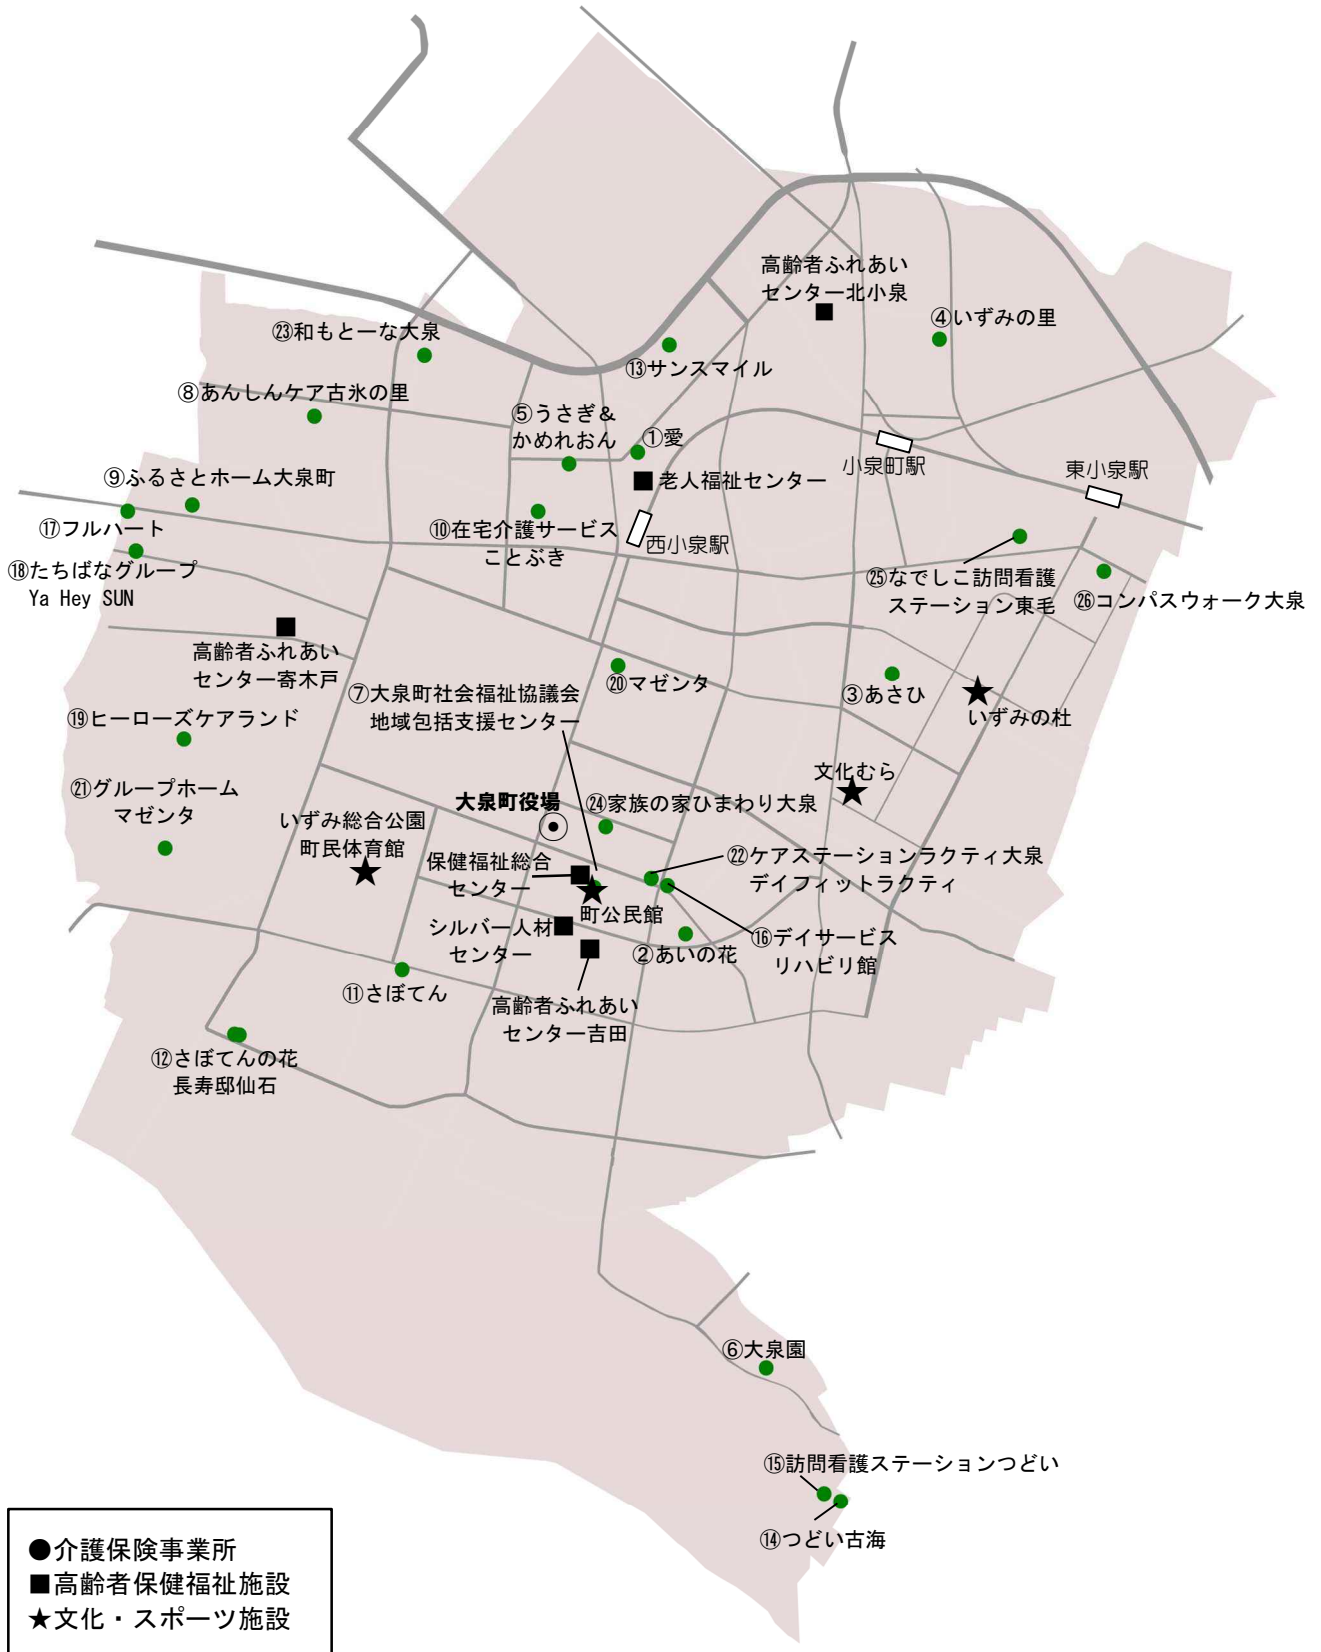 高齢者ふれあい
センター北小泉
④いずみの里
㉓和もとーな大泉
⑬サンスマイル
⑧あんしんケア古氷の里
⑤うさぎ＆
かめれおん
①愛
小泉町駅
東小泉駅
⑨ふるさとホーム大泉町
老人福祉センター
⑰フルハート
⑩在宅介護サービス
ことぶき
西小泉駅
⑱たちばなグループ
Ya Hey SUN
㉕なでしこ訪問看護
ステーション東毛
㉖コンパスウォーク大泉
高齢者ふれあい
センター寄木戸
⑦大泉町社会福祉協議会
地域包括支援センター
⑳マゼンタ
③あさひ
いずみの杜
⑲ヒーローズケアランド
文化むら
㉑グループホーム
マゼンタ
大泉町役場
㉔家族の家ひまわり大泉
いずみ総合公園
町民体育館
保健福祉総合
センター
㉒ケアステーションラクティ大泉
デイフィットラクティ
町公民館
シルバー人材
センター
②あいの花
⑯デイサービス
リハビリ館
⑪さぼてん
高齢者ふれあい
センター吉田
⑫さぼてんの花
長寿邸仙石
⑥大泉園
⑮訪問看護ステーションつどい
⑭つどい古海
●介護保険事業所
■高齢者保健福祉施設
★文化・スポーツ施設